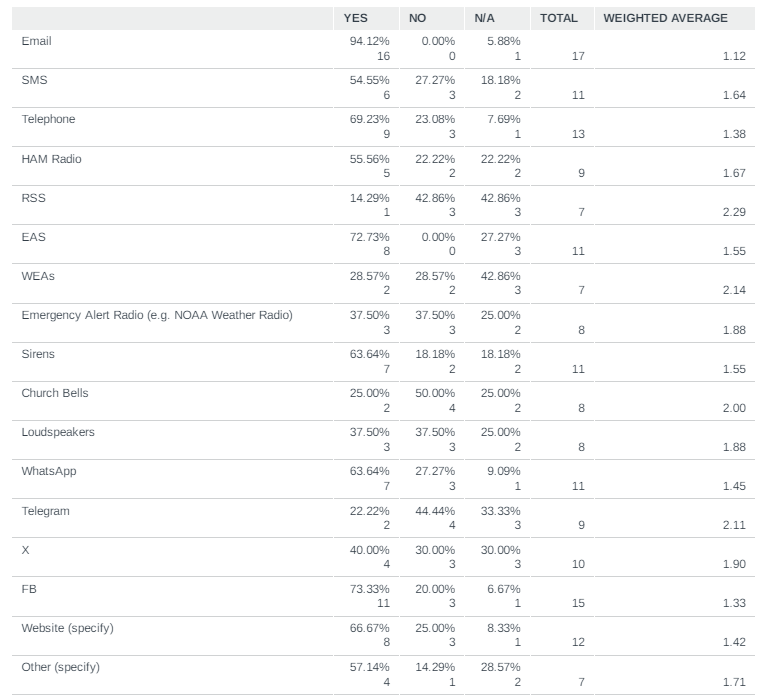 YES NO N/A TOTAL WEIGHTED AVERAGE
Email 94.12% 0.00% 5.88%
16 0 1 17 1.12
SMS 54.55% 27.27% 18.18%
6 3 2 11 1.64
Telephone 69.23% 23.08% 7.69%
9 3 1 13 1.38
HAM Radio 55.56% 22.22% 22.22%
5 2 2 9 1.67
RSS 14.29% 42.86% 42.86%
1 3 3 7 2.29
EAS 72.73% 0.00% 27.27%
8 0 3 11 1.55
WEAs 28.57% 28.57% 42.86%
2 2 3 7 2.14
Emergency Alert Radio (e.g. NOAA Weather Radio) 37.50% 37.50% 25.00%
3 3 2 8 1.88
Sirens 63.64% 18.18% 18.18%
7 2 2 11 1.55
Church Bells 25.00% 50.00% 25.00%
2 4 2 8 2.00
Loudspeakers 37.50% 37.50% 25.00%
3 3 2 8 1.88
WhatsApp 63.64% 27.27% 9.09%
7 3 1 11 1.45
Telegram 22.22% 44.44% 33.33%
2 4 3 9 2.11
X 40.00% 30.00% 30.00%
4 3 3 10 1.90
FB 73.33% 20.00% 6.67%
11 3 1 15 1.33
Website (specify) 66.67% 25.00% 8.33%
8 3 1 12 1.42
Other (specify) 57.14% 14.29% 28.57%
4 1 2 7 1.71